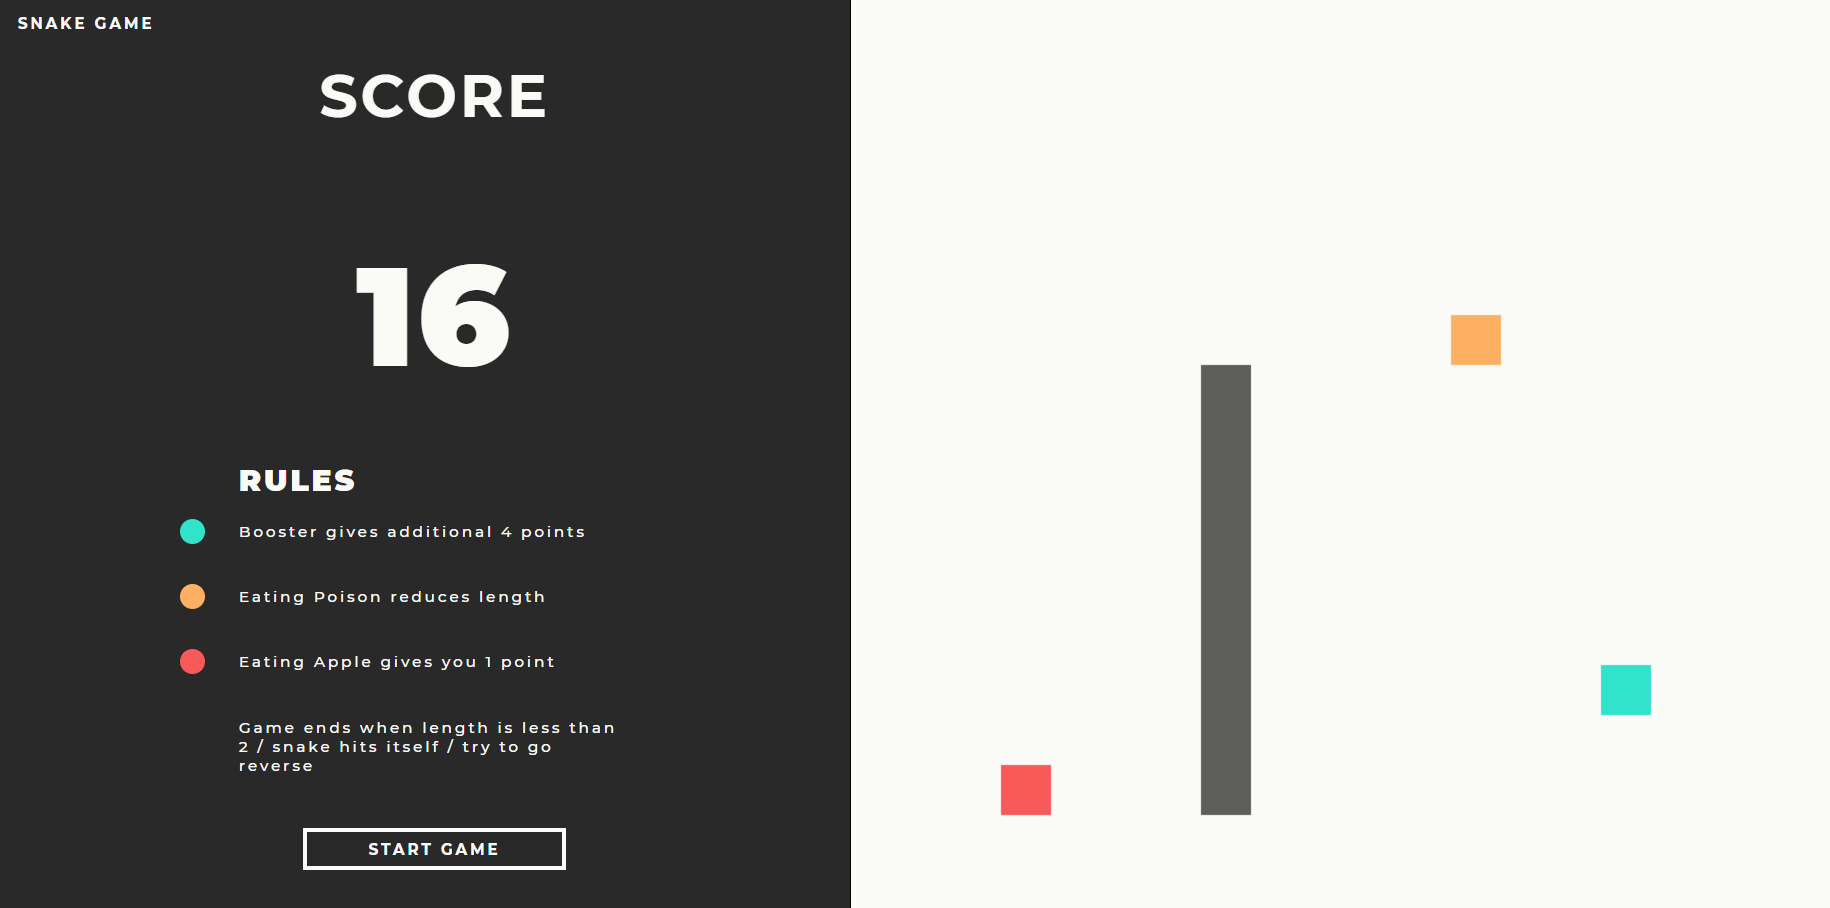 SNAKE GAME
SCORE
16
RULES
Booster gives additional 4 points
Eating Poison reduces length
Eating Apple gives you 1 point
Game ends when length is less than
2 / snake hits itself / try to go
reverse
START GAME